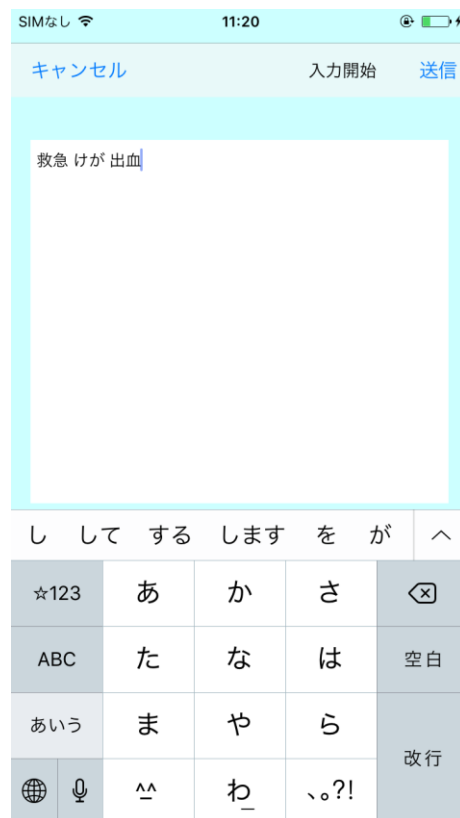 SIMなし 11:20
キャンセル 入力開始 送信
救急 けが 出血
し して する します を が
☆123 あ か さ
ABC た な は 空白
あいう ま や ら
改行
^^ わ 、。?!